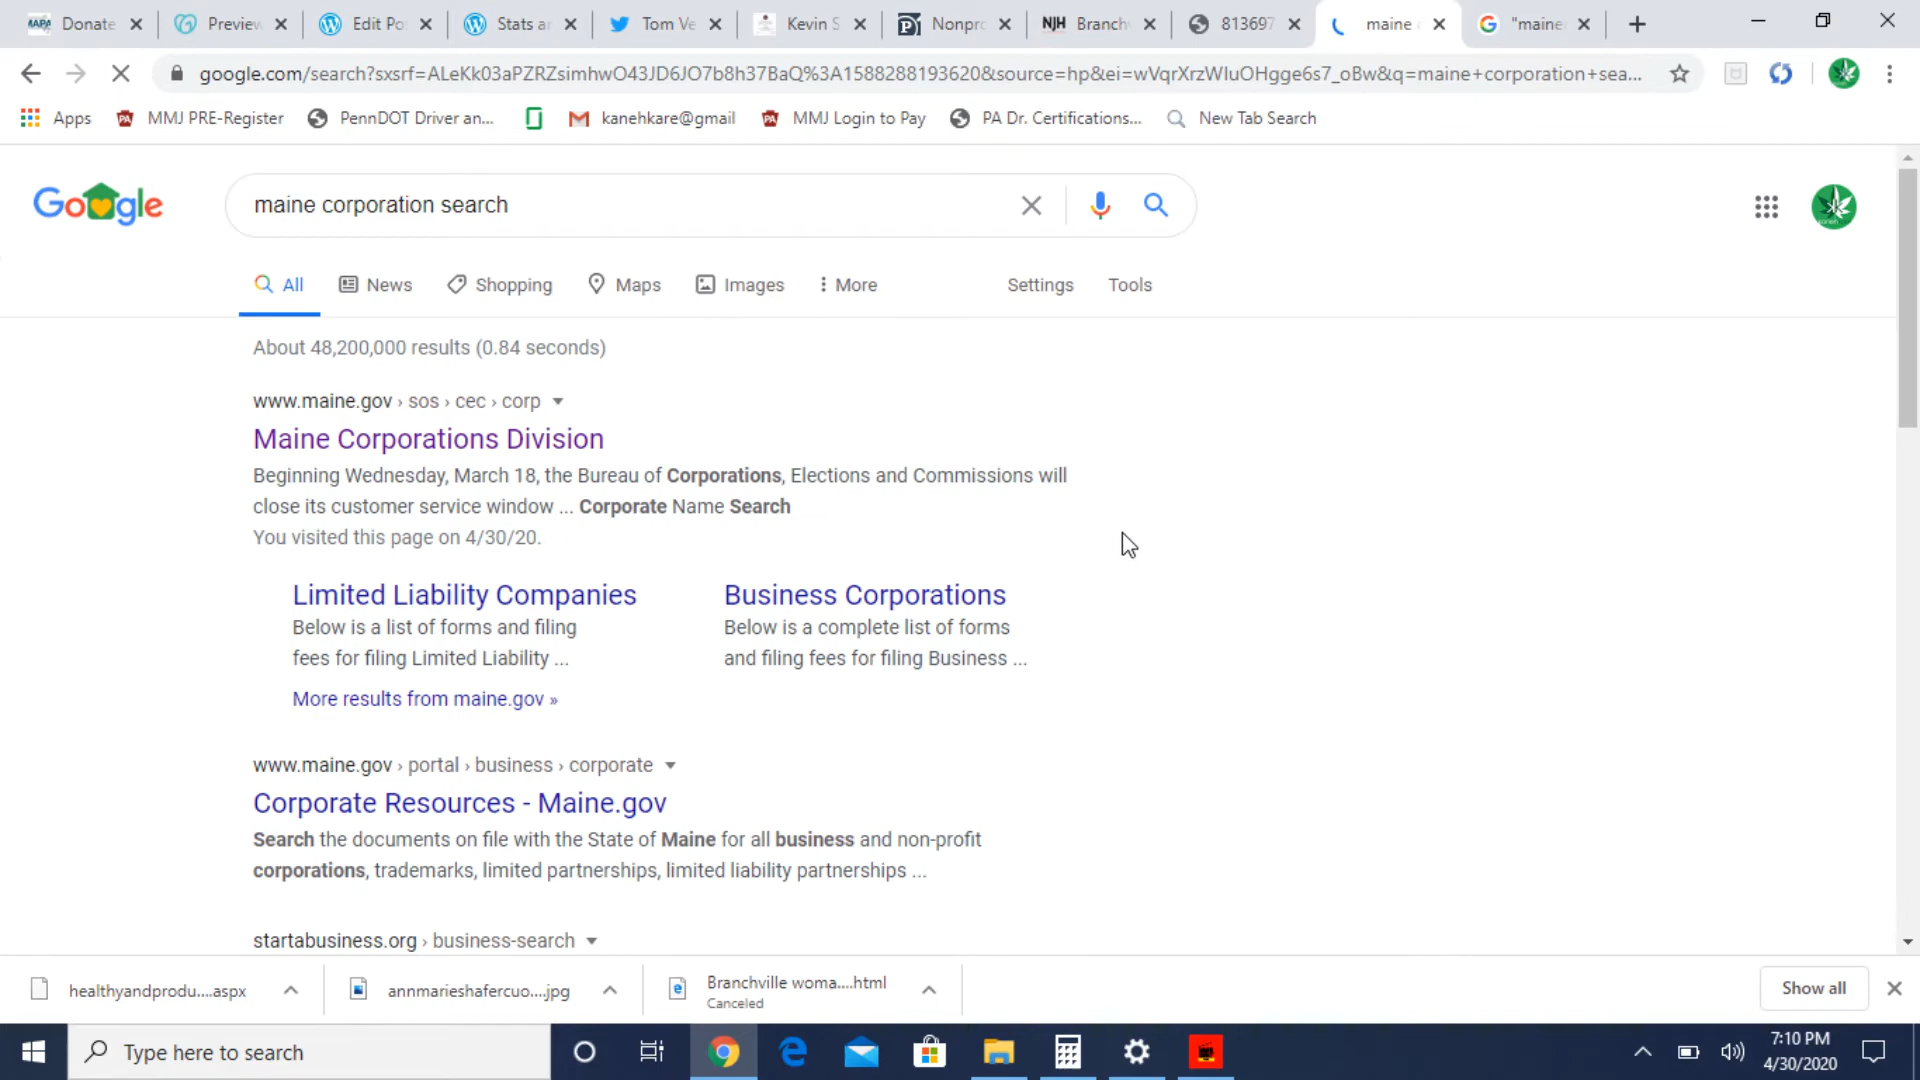 Donate
Preview
Edit Po
Stats an
Tom Ve
Kevin S
Nonpro
NJH Branchv
813697
maine
"maine
google.com/search?sxsrf=ALeKk03aPZRZsimhwO43JD6JO7b8h37BaQ%3A1588288193620&source=hp&ei=wVqrXrzWIuOHgge6s7_oBw&q=maine+corporation+sea...
Apps
MMJ PRE-Register
PennDOT Driver an...
kanehkare@gmail
MMJ Login to Pay
PA Dr. Certifications...
New Tab Search
Google
maine corporation search
All
News
Shopping
Maps
Images
More
Settings
Tools
About 48,200,000 results (0.84 seconds)
www.maine.gov › sos › cec › corp
Maine Corporations Division
Beginning Wednesday, March 18, the Bureau of Corporations, Elections and Commissions will
close its customer service window ... Corporate Name Search
You visited this page on 4/30/20.
Limited Liability Companies
Below is a list of forms and filing
fees for filing Limited Liability ...
Business Corporations
Below is a complete list of forms
and filing fees for filing Business ...
More results from maine.gov »
www.maine.gov › portal › business › corporate
Corporate Resources - Maine.gov
Search the documents on file with the State of Maine for all business and non-profit
corporations, trademarks, limited partnerships, limited liability partnerships ...
startabusiness.org › business-search
healthyandprodu....aspx
annmarieshafercuo....jpg
Branchville woma....html
Canceled
Show all
Type here to search
7:10 PM
4/30/2020